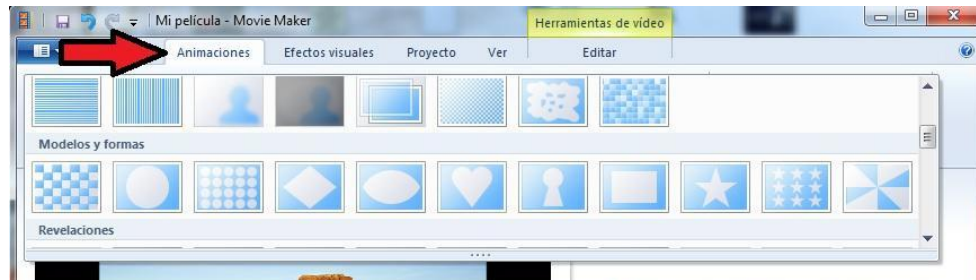 Mi película - Movie Maker
Herramientas de vídeo
Animaciones
Efectos visuales
Proyecto
Ver
Editar
Modelos y formas
Revelaciones